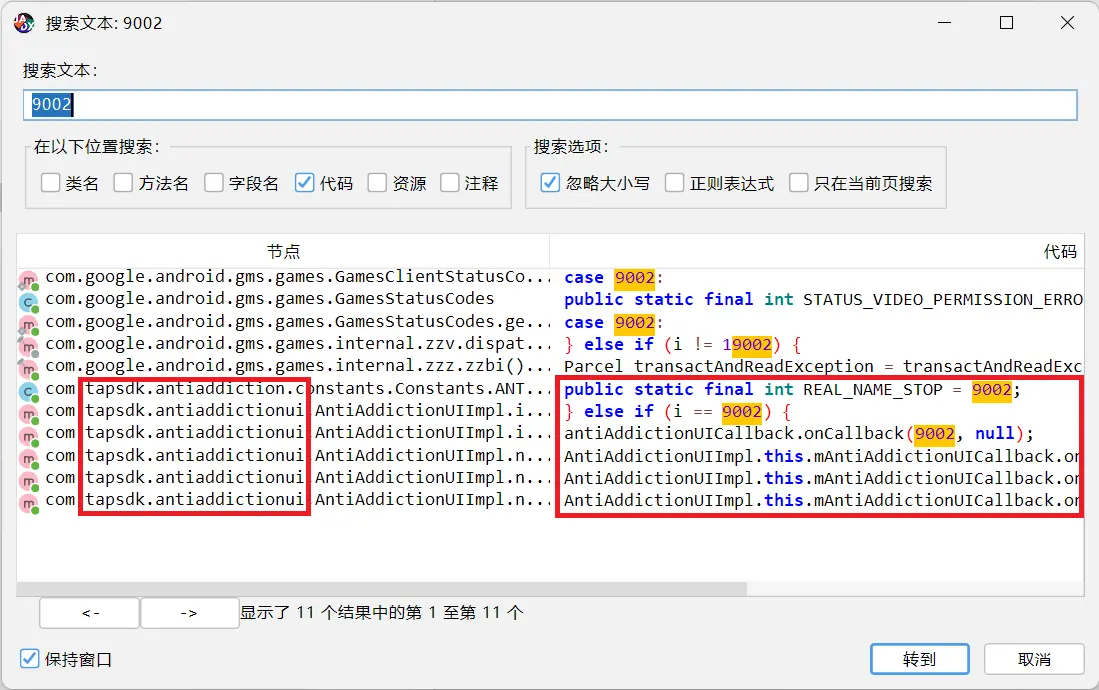 搜索文本: 9002
搜索文本：
9002
在以下位置搜索：
类名 方法名 字段名 代码 资源 注释
搜索选项：
忽略大小写 正则表达式 只在当前页搜索
节点 代码
com.google.android.gms.games.GamesClientStatusCo... case 9002:
com.google.android.gms.games.GamesStatusCodes public static final int STATUS_VIDEO_PERMISSION_ERRO
com.google.android.gms.games.GamesStatusCodes.ge... case 9002:
com.google.android.gms.games.internal.zzv.dispat... } else if (i != 19002) {
com.google.android.gms.games.internal.zzz.zzbi()... Parcel transactAndReadException = transactAndReadExc
com tapsdk.antiaddiction.constants.Constants.ANT... public static final int REAL_NAME_STOP = 9002;
com tapsdk.antiaddictionui AntiAddictionUIImpl.i... } else if (i == 9002) {
com tapsdk.antiaddictionui AntiAddictionUIImpl.i... antiAddictionUICallback.onCallback(9002, null);
com tapsdk.antiaddictionui AntiAddictionUIImpl.n... AntiAddictionUIImpl.this.mAntiAddictionUICallback.on
com tapsdk.antiaddictionui AntiAddictionUIImpl.n... AntiAddictionUIImpl.this.mAntiAddictionUICallback.on
com tapsdk.antiaddictionui AntiAddictionUIImpl.n... AntiAddictionUIImpl.this.mAntiAddictionUICallback.on
<- -> 显示了 11 个结果中的第 1 至第 11 个
保持窗口 转到 取消